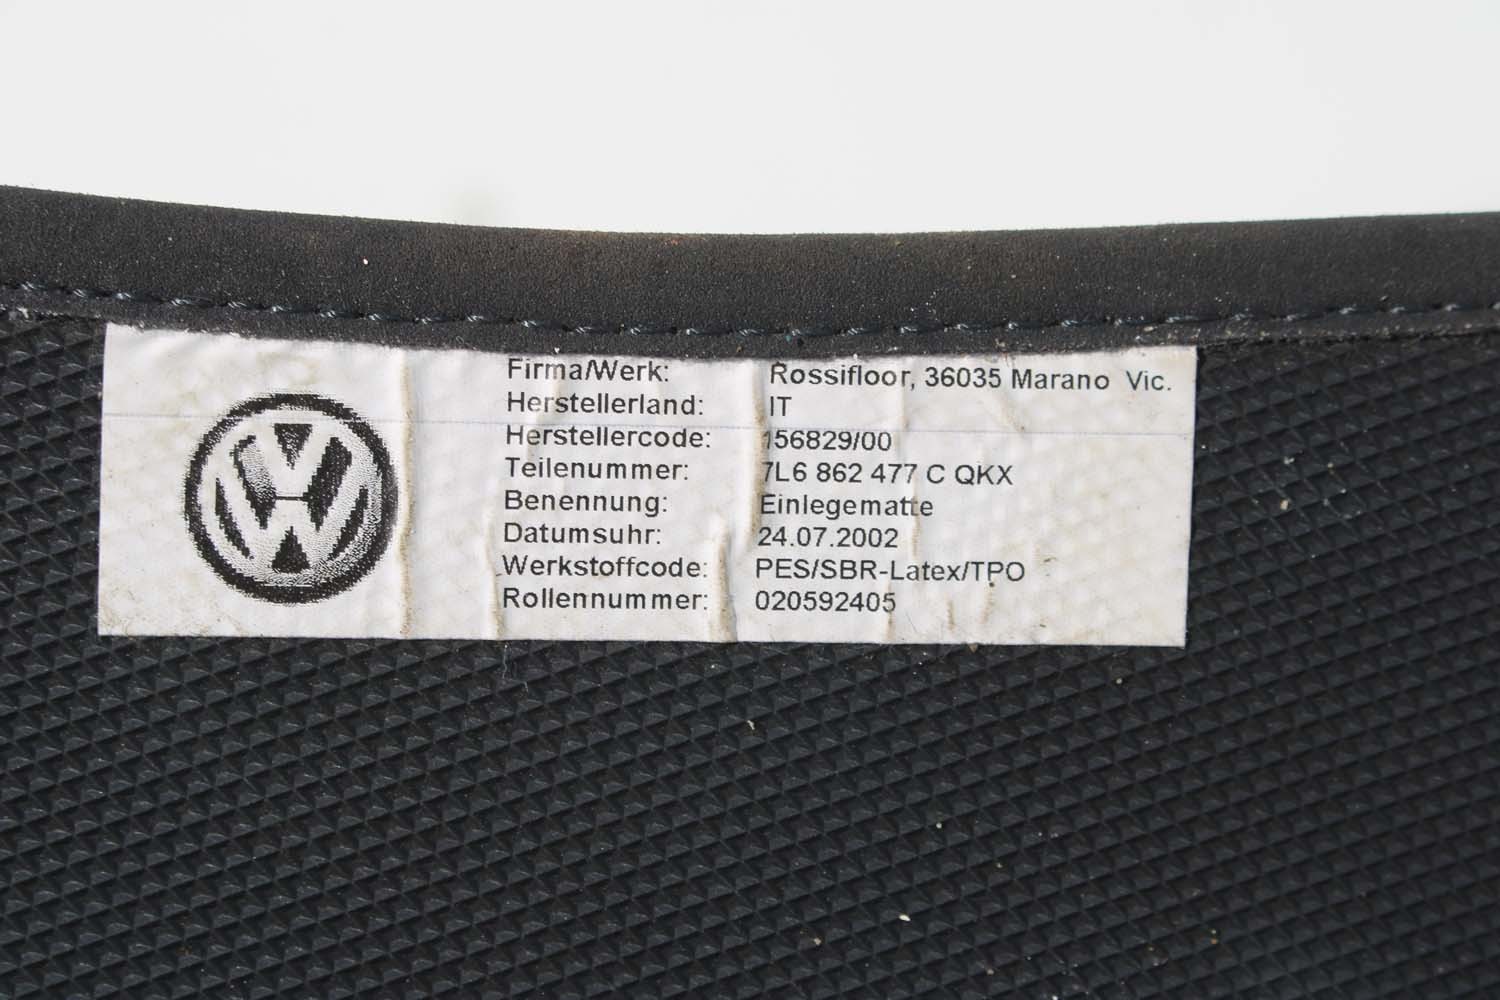 Firma/Werk: Rossifloor, 36035 Marano Vic.
Herstellerland: IT
Herstellercode: 156829/00
Teilenummer: 7L6 862 477 C QKX
Benennung: Einlegematte
Datumsuhr: 24.07.2002
Werkstoffcode: PES/SBR-Latex/TPO
Rollennummer: 020592405